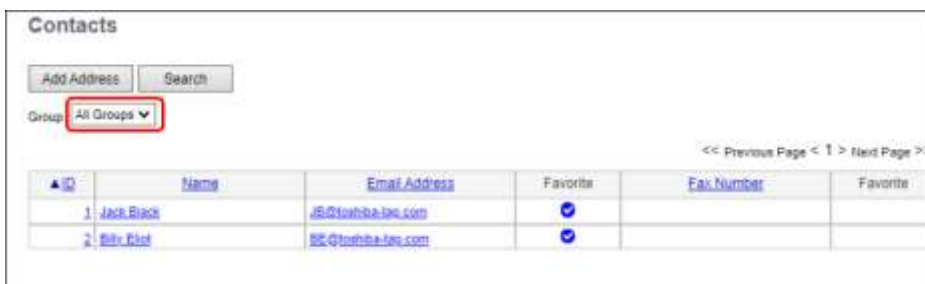 Contacts
Add Address Search
Group: All Groups
<< Previous Page < 1 > Next Page >
▲ID Name Email Address Favorite Fax Number Favorite
1 Jack Black JB@toshiba-tag.com
2 Billy Eliot BE@toshiba-tag.com